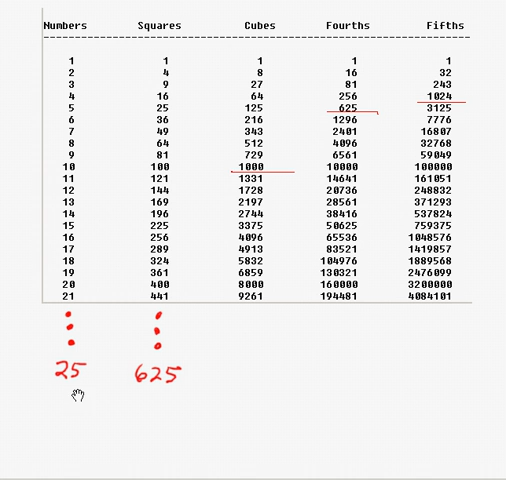 Numbers Squares Cubes Fourths Fifths
1 1 1 1 1
2 4 8 16 32
3 9 27 81 243
4 16 64 256 1024
5 25 125 625 3125
6 36 216 1296 7776
7 49 343 2401 16807
8 64 512 4096 32768
9 81 729 6561 59049
10 100 1000 10000 100000
11 121 1331 14641 161051
12 144 1728 20736 248832
13 169 2197 28561 371293
14 196 2744 38416 537824
15 225 3375 50625 759375
16 256 4096 65536 1048576
17 289 4913 83521 1419857
18 324 5832 104976 1889568
19 361 6859 130321 2476099
20 400 8000 160000 3200000
21 441 9261 194481 4084101
25 625